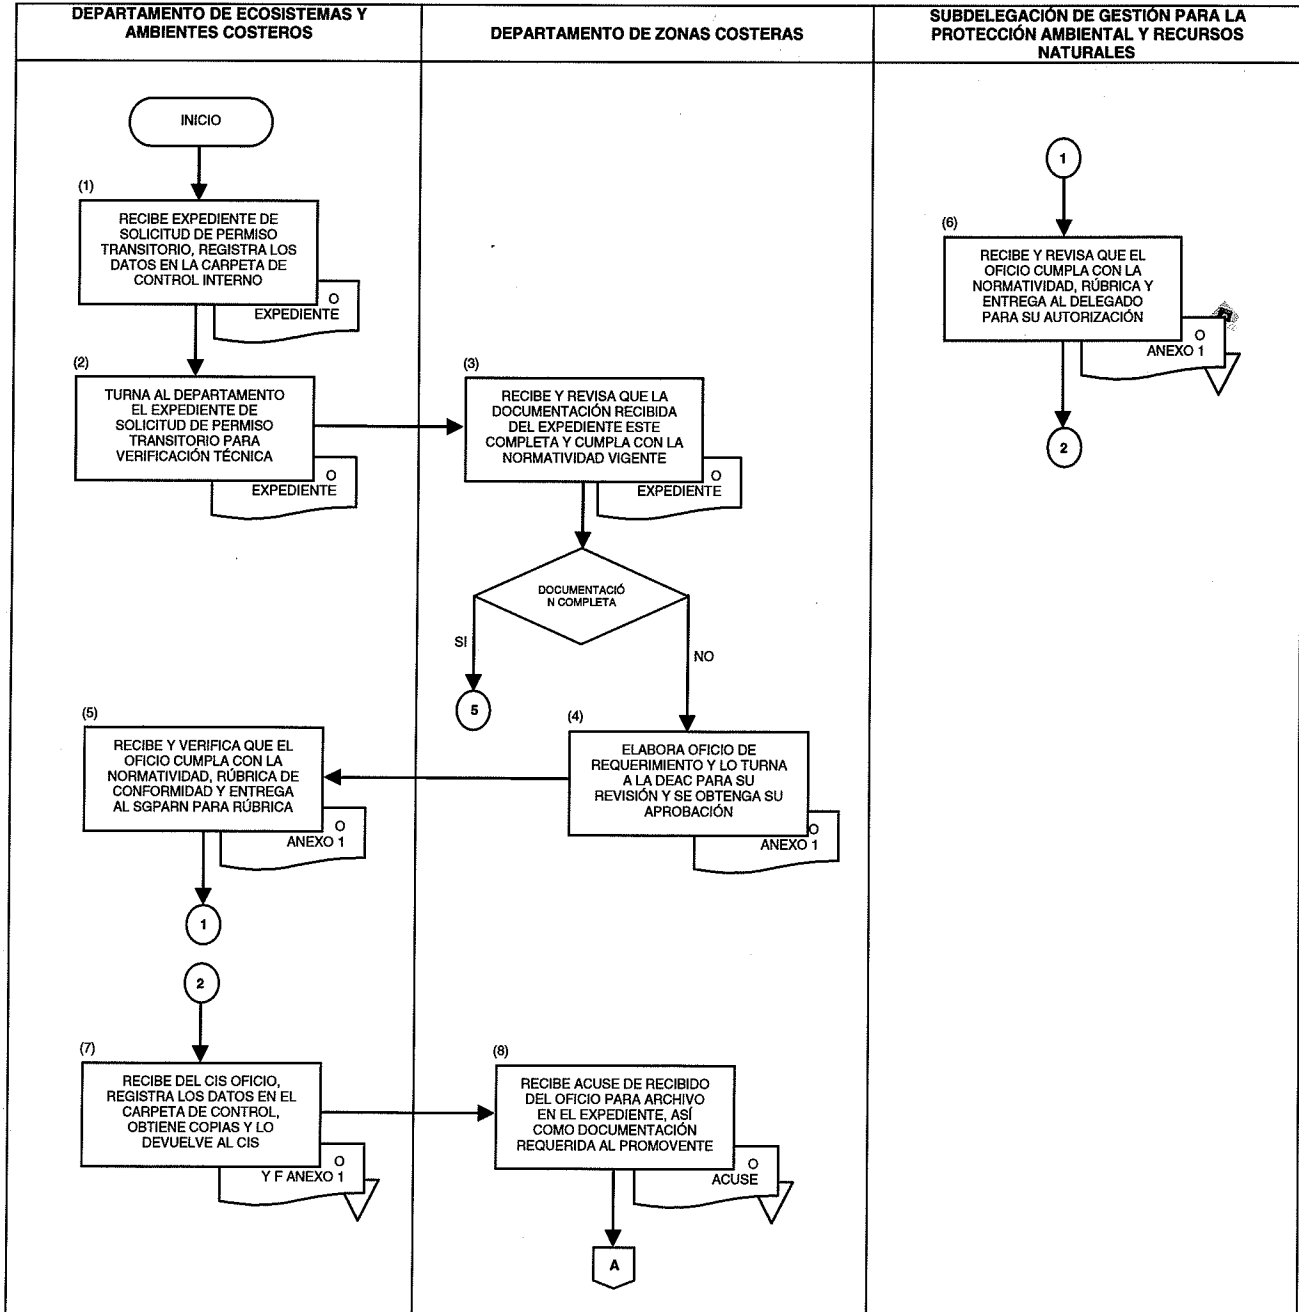 DEPARTAMENTO DE ECOSISTEMAS Y
AMBIENTES COSTEROS
DEPARTAMENTO DE ZONAS COSTERAS
SUBDELEGACIÓN DE GESTIÓN PARA LA
PROTECCIÓN AMBIENTAL Y RECURSOS
NATURALES
INICIO
(1)
RECIBE EXPEDIENTE DE
SOLICITUD DE PERMISO
TRANSITORIO, REGISTRA LOS
DATOS EN LA CARPETA DE
CONTROL INTERNO
O
EXPEDIENTE
(2)
TURNA AL DEPARTAMENTO
EL EXPEDIENTE DE
SOLICITUD DE PERMISO
TRANSITORIO PARA
VERIFICACIÓN TÉCNICA
O
EXPEDIENTE
(3)
RECIBE Y REVISA QUE LA
DOCUMENTACIÓN RECIBIDA
DEL EXPEDIENTE ESTE
COMPLETA Y CUMPLA CON LA
NORMATIVIDAD VIGENTE
O
EXPEDIENTE
DOCUMENTACIÓ
N COMPLETA
SI
NO
5
(4)
ELABORA OFICIO DE
REQUERIMIENTO Y LO TURNA
A LA DEAC PARA SU
REVISIÓN Y SE OBTENGA SU
APROBACIÓN
O
ANEXO 1
(5)
RECIBE Y VERIFICA QUE EL
OFICIO CUMPLA CON LA
NORMATIVIDAD, RÚBRICA DE
CONFORMIDAD Y ENTREGA
AL SGPARN PARA RÚBRICA
O
ANEXO 1
1
1
(6)
RECIBE Y REVISA QUE EL
OFICIO CUMPLA CON LA
NORMATIVIDAD, RÚBRICA Y
ENTREGA AL DELEGADO
PARA SU AUTORIZACIÓN
O
ANEXO 1
2
2
(7)
RECIBE DEL CIS OFICIO,
REGISTRA LOS DATOS EN EL
CARPETA DE CONTROL,
OBTIENE COPIAS Y LO
DEVUELVE AL CIS
O
Y F ANEXO 1
(8)
RECIBE ACUSE DE RECIBIDO
DEL OFICIO PARA ARCHIVO
EN EL EXPEDIENTE, ASÍ
COMO DOCUMENTACIÓN
REQUERIDA AL PROMOVENTE
O
ACUSE
A